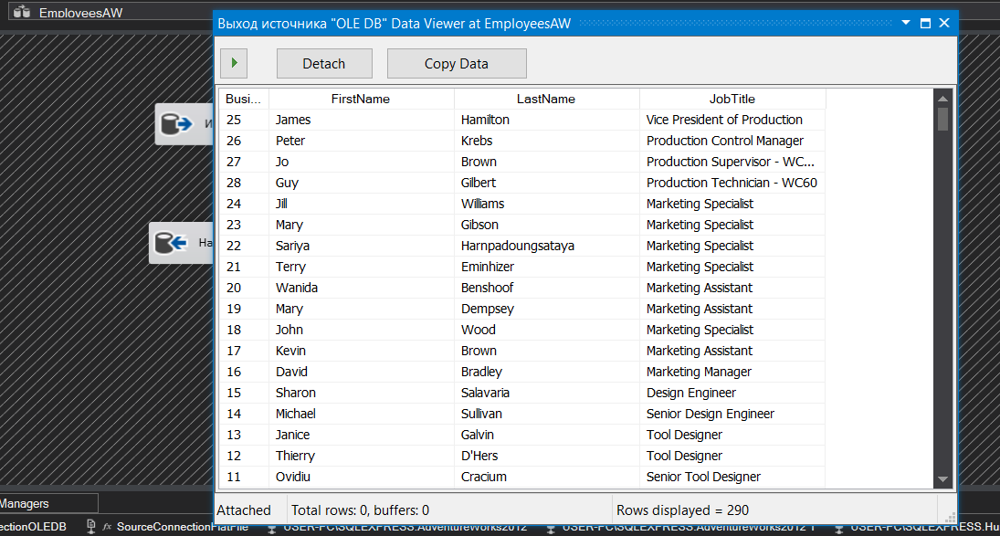 EmployeesAW
Выход источника "OLE DB" Data Viewer at EmployeesAW
Detach Copy Data
Busi... FirstName LastName JobTitle
25 James Hamilton Vice President of Production
26 Peter Krebs Production Control Manager
27 Jo Brown Production Supervisor - WC...
28 Guy Gilbert Production Technician - WC60
24 Jill Williams Marketing Specialist
23 Mary Gibson Marketing Specialist
22 Sariya Harnpadoungsataya Marketing Specialist
21 Terry Eminhizer Marketing Specialist
20 Wanida Benshoof Marketing Assistant
19 Mary Dempsey Marketing Assistant
18 John Wood Marketing Specialist
17 Kevin Brown Marketing Assistant
16 David Bradley Marketing Manager
15 Sharon Salavaria Design Engineer
14 Michael Sullivan Senior Design Engineer
13 Janice Galvin Tool Designer
12 Thierry D'Hers Tool Designer
11 Ovidiu Cracium Senior Tool Designer
И
На
Managers
Attached Total rows: 0, buffers: 0 Rows displayed = 290
ectionOLEDB fx SourceConnectionFlatFile USER-PC\SQLEXPRESS.AdventureWorks2012 USER-PC\SQLEXPRESS.AdventureWorks2012 1 USER-PC\SQLEXPRESS.Hu